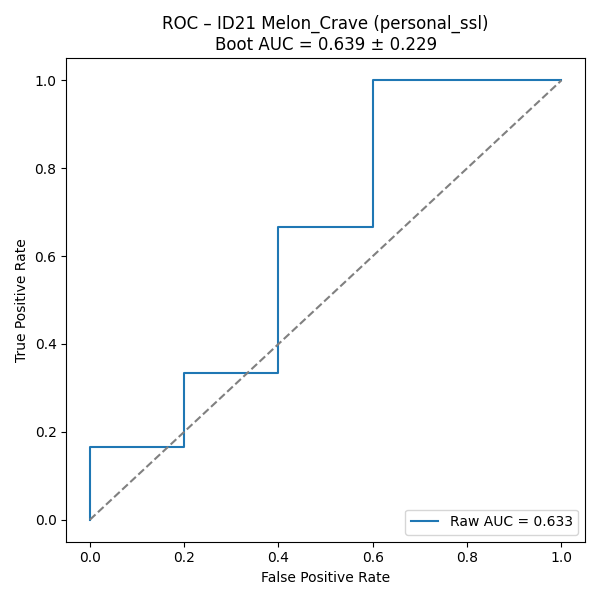 ROC – ID21 Melon_Crave (personal_ssl)
Boot AUC = 0.639 ± 0.229
True Positive Rate
1.0
0.8
0.6
0.4
0.2
0.0
Raw AUC = 0.633
0.0 0.2 0.4 0.6 0.8 1.0
False Positive Rate